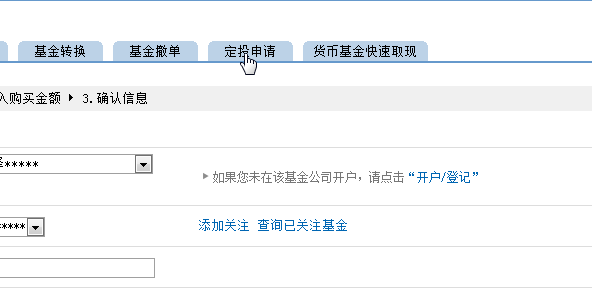 基金转换 基金撤单 定投申请 货币基金快速取现
入购买金额 3.确认信息
*****
如果您未在该基金公司开户，请点击“开户/登记”
***** 添加关注 查询已关注基金